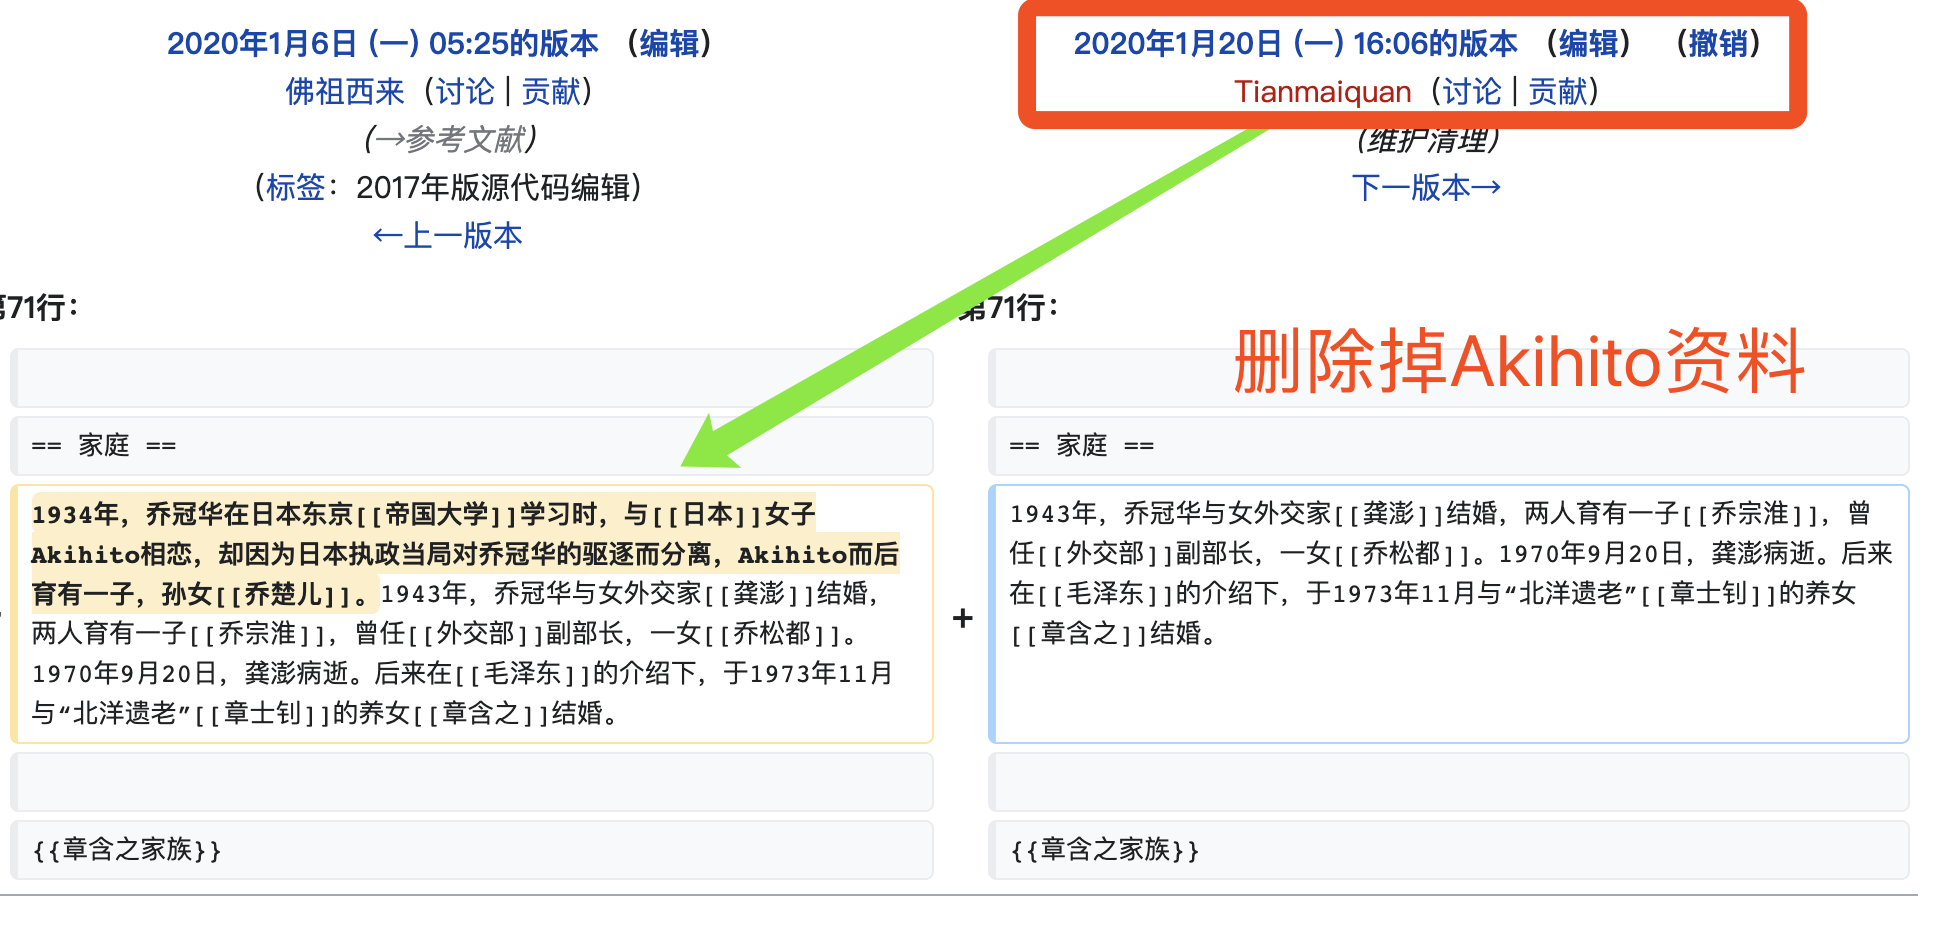 2020年1月6日 (一) 05:25的版本 （编辑）
佛祖西来（讨论 | 贡献）
(→参考文献)
（标签：2017年版源代码编辑）
←上一版本
2020年1月20日 (一) 16:06的版本 （编辑） （撤销）
Tianmaiquan（讨论 | 贡献）
(维护清理)
下一版本→
第71行：
第71行：
删除掉Akihito资料
== 家庭 ==
== 家庭 ==
1934年，乔冠华在日本东京[[帝国大学]]学习时，与[[日本]]女子
Akihito相恋，却因为日本执政当局对乔冠华的驱逐而分离，Akihito而后
育有一子，孙女[[乔楚儿]]。1943年，乔冠华与女外交家[[龚澎]]结婚，
两人育有一子[[乔宗淮]]，曾任[[外交部]]副部长，一女[[乔松都]]。
1970年9月20日，龚澎病逝。后来在[[毛泽东]]的介绍下，于1973年11月
与“北洋遗老”[[章士钊]]的养女[[章含之]]结婚。
+
1943年，乔冠华与女外交家[[龚澎]]结婚，两人育有一子[[乔宗淮]]，曾
任[[外交部]]副部长，一女[[乔松都]]。1970年9月20日，龚澎病逝。后来
在[[毛泽东]]的介绍下，于1973年11月与“北洋遗老”[[章士钊]]的养女
[[章含之]]结婚。
{{章含之家族}}
{{章含之家族}}